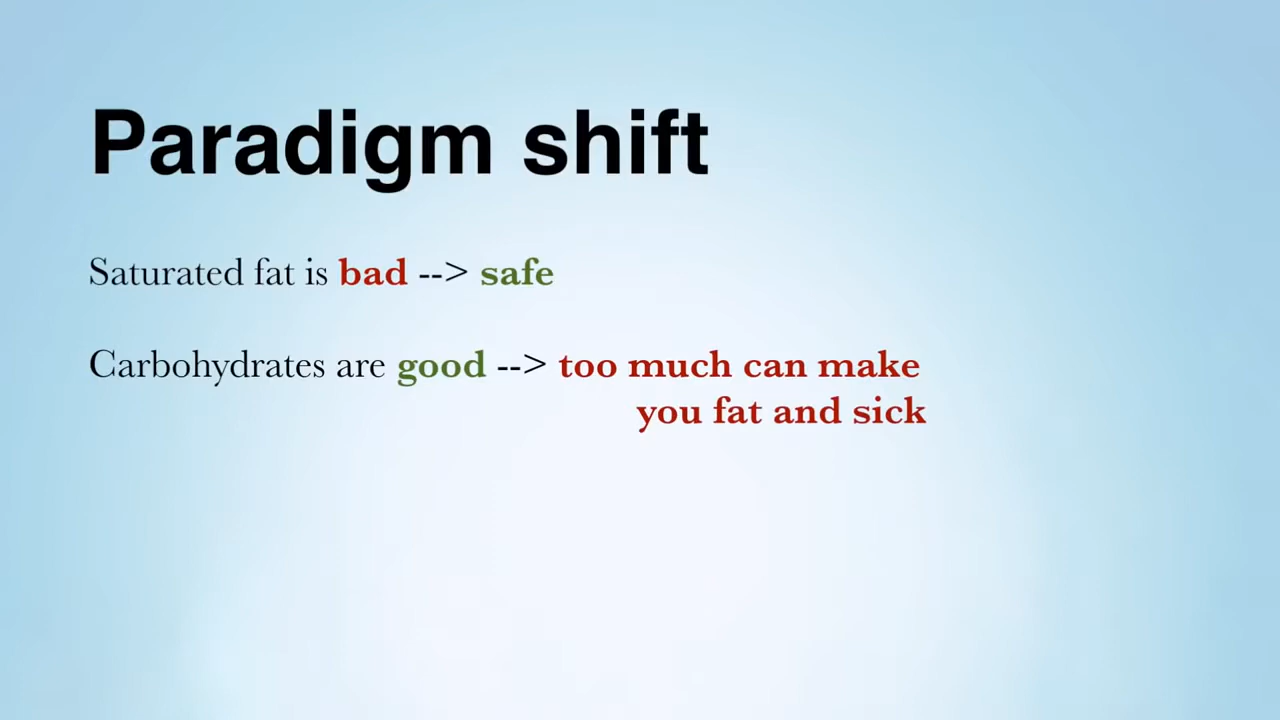 Paradigm shift
Saturated fat is bad --> safe
Carbohydrates are good --> too much can make
you fat and sick